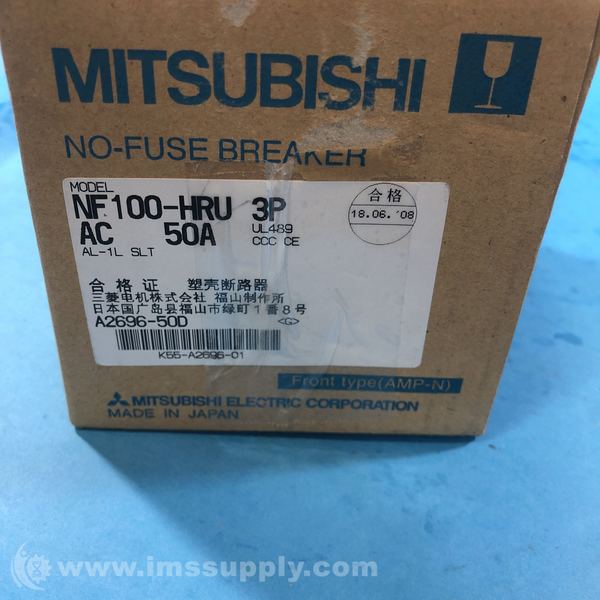 MITSUBISHI
NO-FUSE BREAKER
MODEL
NF100-HRU 3P
合格
18.06.'08
AC 50A UL489
CCC CE
AL-1L SLT
合格证 塑壳断路器
三菱电机株式会社 福山制作所
日本国广岛县福山市绿町1番8号
A2696-50D <G>
K55-A2696-01
Front type(AMP-N)
MITSUBISHI ELECTRIC CORPORATION
MADE IN JAPAN
www.imssupply.com